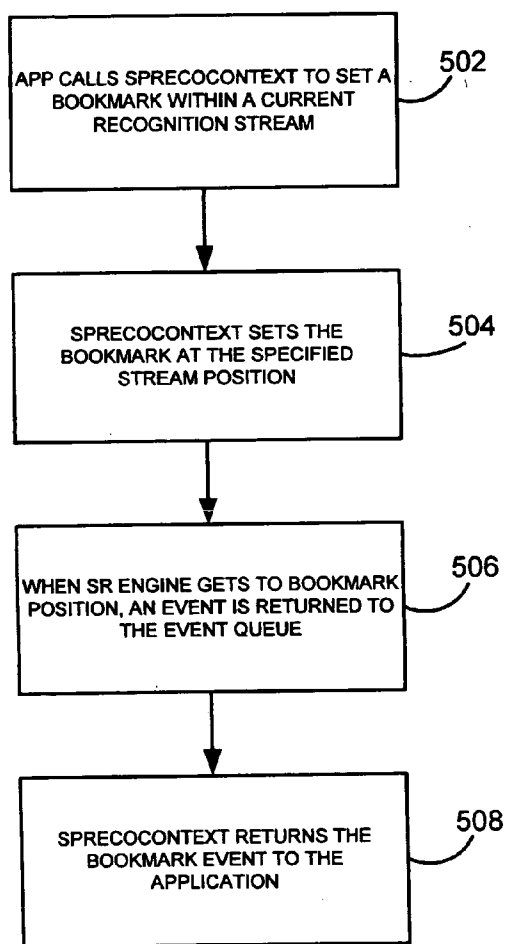 APP CALLS SPRECOCONTEXT TO SET A
BOOKMARK WITHIN A CURRENT
RECOGNITION STREAM
502
SPRECOCONTEXT SETS THE
BOOKMARK AT THE SPECIFIED
STREAM POSITION
504
WHEN SR ENGINE GETS TO BOOKMARK
POSITION, AN EVENT IS RETURNED TO
THE EVENT QUEUE
506
SPRECOCONTEXT RETURNS THE
BOOKMARK EVENT TO THE
APPLICATION
508